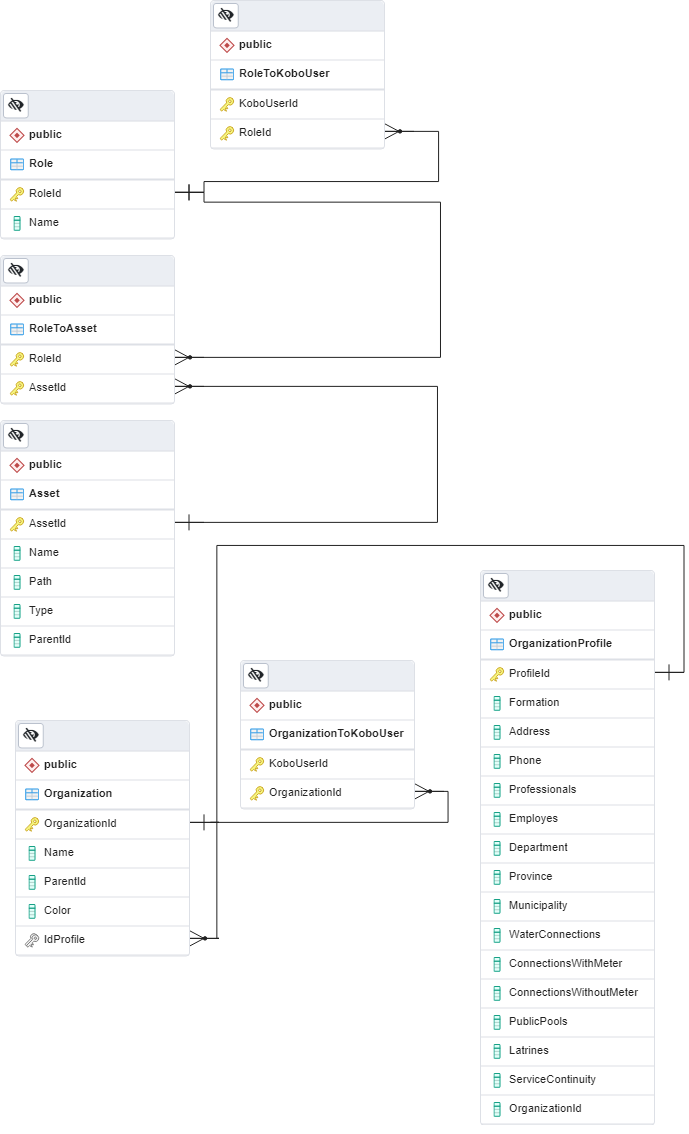 public
RoleToKoboUser
KoboUserId
RoleId
public
Role
RoleId
Name
public
RoleToAsset
RoleId
AssetId
public
Asset
AssetId
Name
Path
Type
ParentId
public
OrganizationProfile
ProfileId
Formation
Address
Phone
Professionals
Employes
Department
Province
Municipality
WaterConnections
ConnectionsWithMeter
ConnectionsWithoutMeter
PublicPools
Latrines
ServiceContinuity
OrganizationId
public
OrganizationToKoboUser
KoboUserId
OrganizationId
public
Organization
OrganizationId
Name
ParentId
Color
IdProfile